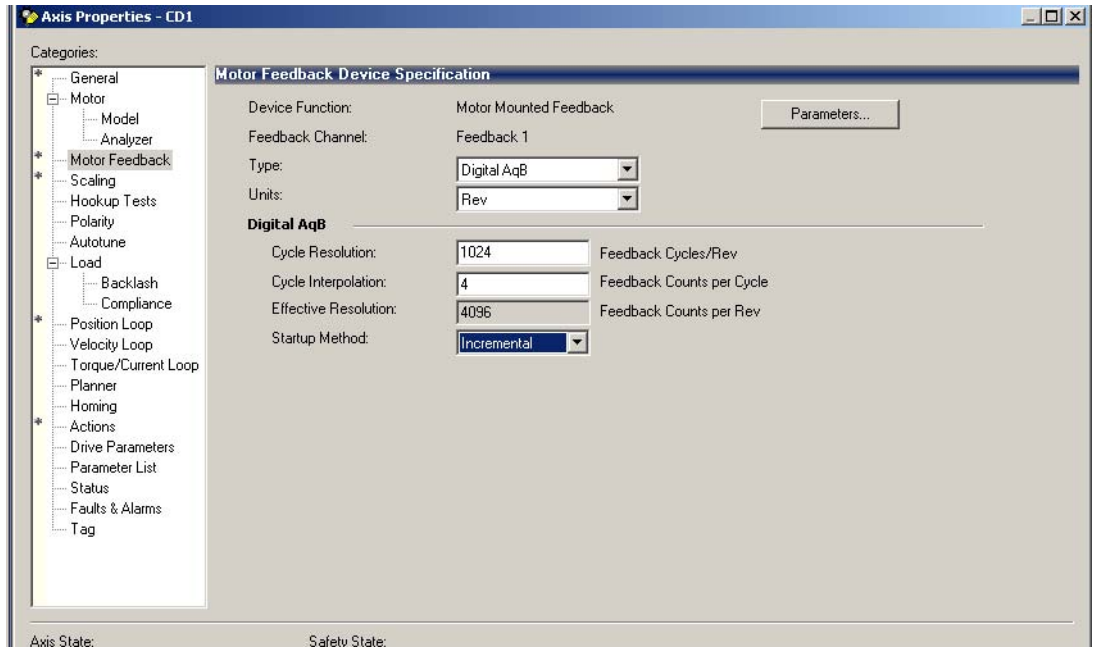 Axis Properties - CD1
Categories:
* General
Motor
Model
Analyzer
* Motor Feedback
* Scaling
Hookup Tests
Polarity
Autotune
Load
Backlash
Compliance
* Position Loop
Velocity Loop
Torque/Current Loop
Planner
Homing
* Actions
Drive Parameters
Parameter List
Status
Faults & Alarms
Tag
Motor Feedback Device Specification
Device Function: Motor Mounted Feedback Parameters...
Feedback Channel: Feedback 1
Type: Digital AqB
Units: Rev
Digital AqB
Cycle Resolution: 1024 Feedback Cycles/Rev
Cycle Interpolation: 4 Feedback Counts per Cycle
Effective Resolution: 4096 Feedback Counts per Rev
Startup Method: Incremental
Axis State: Safety State: